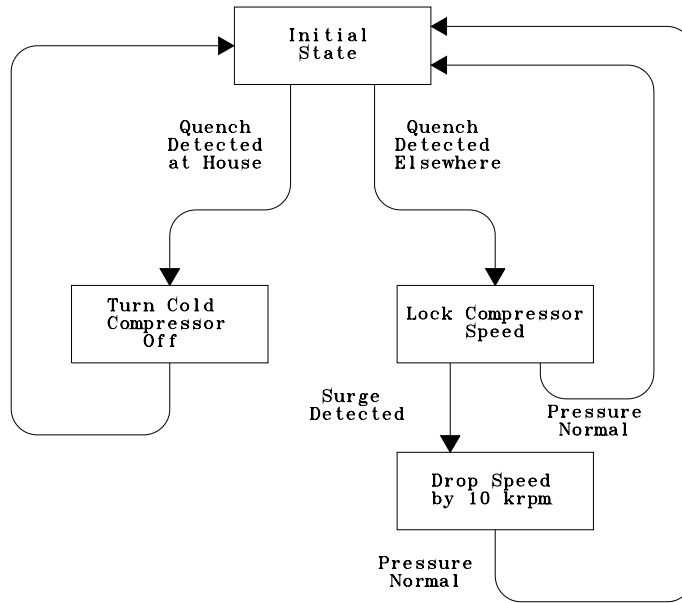 Initial
State
Quench
Detected
at House
Quench
Detected
Elsewhere
Turn Cold
Compressor
Off
Lock Compressor
Speed
Surge
Detected
Pressure
Normal
Drop Speed
by 10 krpm
Pressure
Normal